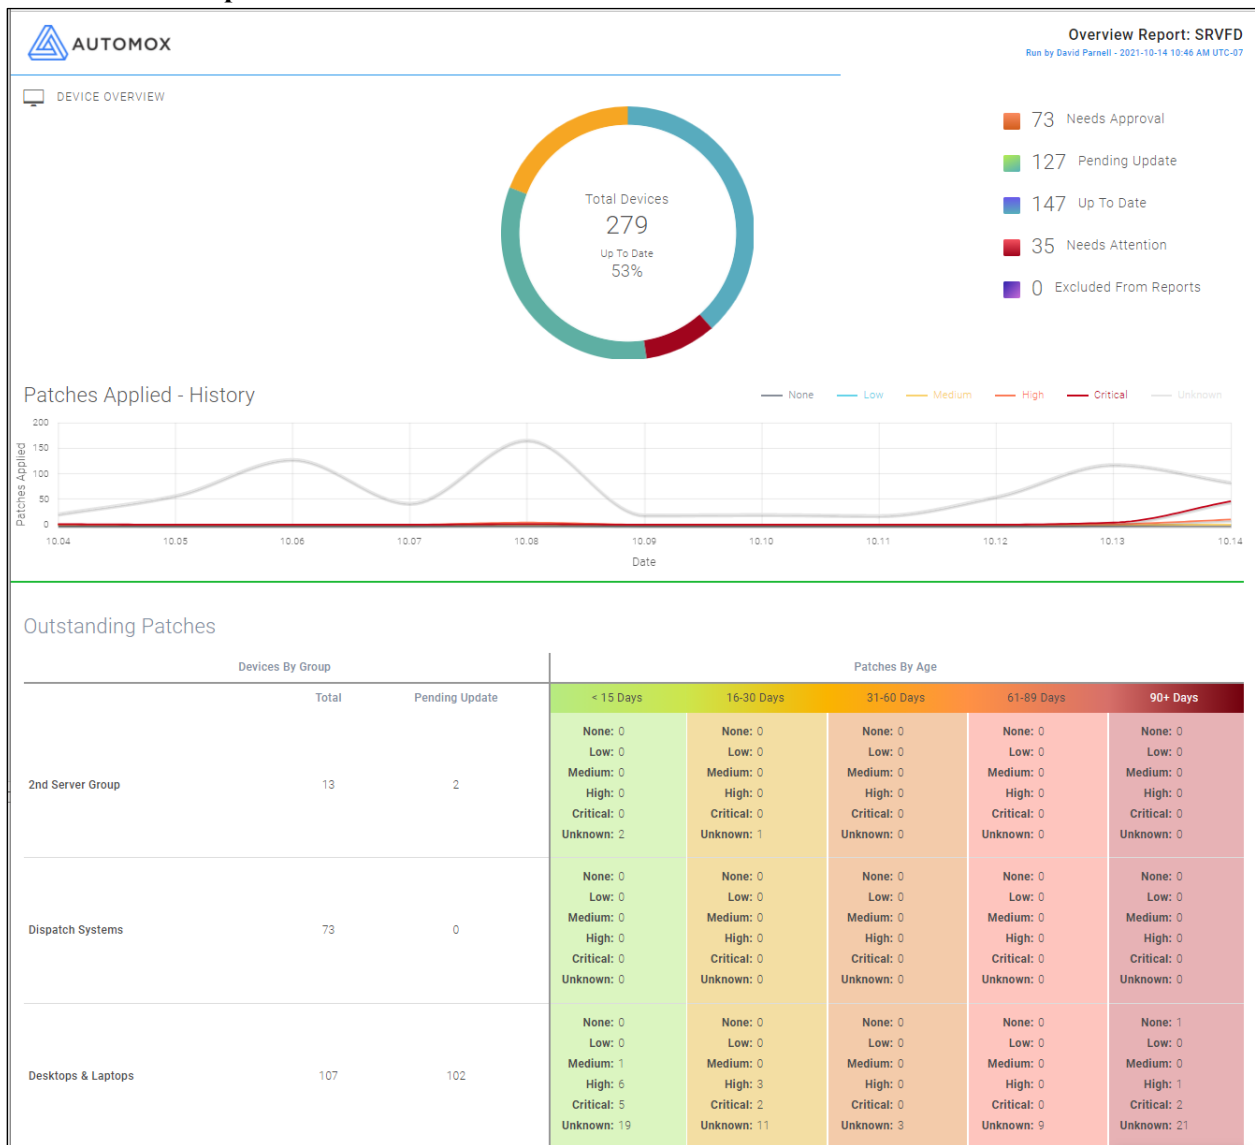 AUTOMOX
Overview Report: SRVFD
Run by David Parnell - 2021-10-14 10:46 AM UTC-07
DEVICE OVERVIEW
Total Devices
279
Up To Date
53%
73 Needs Approval
127 Pending Update
147 Up To Date
35 Needs Attention
0 Excluded From Reports
Patches Applied - History
None Low Medium High Critical Unknown
Patches Applied
200
150
100
50
0
10.04 10.05 10.06 10.07 10.08 10.09 10.10 10.11 10.12 10.13 10.14
Date
Outstanding Patches
Devices By Group Patches By Age
Total Pending Update < 15 Days 16-30 Days 31-60 Days 61-89 Days 90+ Days
None: 0 None: 0 None: 0 None: 0 None: 0
Low: 0 Low: 0 Low: 0 Low: 0 Low: 0
Medium: 0 Medium: 0 Medium: 0 Medium: 0 Medium: 0
2nd Server Group 13 2
High: 0 High: 0 High: 0 High: 0 High: 0
Critical: 0 Critical: 0 Critical: 0 Critical: 0 Critical: 0
Unknown: 2 Unknown: 1 Unknown: 0 Unknown: 0 Unknown: 0
None: 0 None: 0 None: 0 None: 0 None: 0
Low: 0 Low: 0 Low: 0 Low: 0 Low: 0
Medium: 0 Medium: 0 Medium: 0 Medium: 0 Medium: 0
Dispatch Systems 73 0
High: 0 High: 0 High: 0 High: 0 High: 0
Critical: 0 Critical: 0 Critical: 0 Critical: 0 Critical: 0
Unknown: 0 Unknown: 0 Unknown: 0 Unknown: 0 Unknown: 0
None: 0 None: 0 None: 0 None: 0 None: 1
Low: 0 Low: 0 Low: 0 Low: 0 Low: 0
Medium: 1 Medium: 0 Medium: 0 Medium: 0 Medium: 0
Desktops & Laptops 107 102
High: 6 High: 3 High: 0 High: 0 High: 1
Critical: 5 Critical: 2 Critical: 0 Critical: 0 Critical: 2
Unknown: 19 Unknown: 11 Unknown: 3 Unknown: 9 Unknown: 21